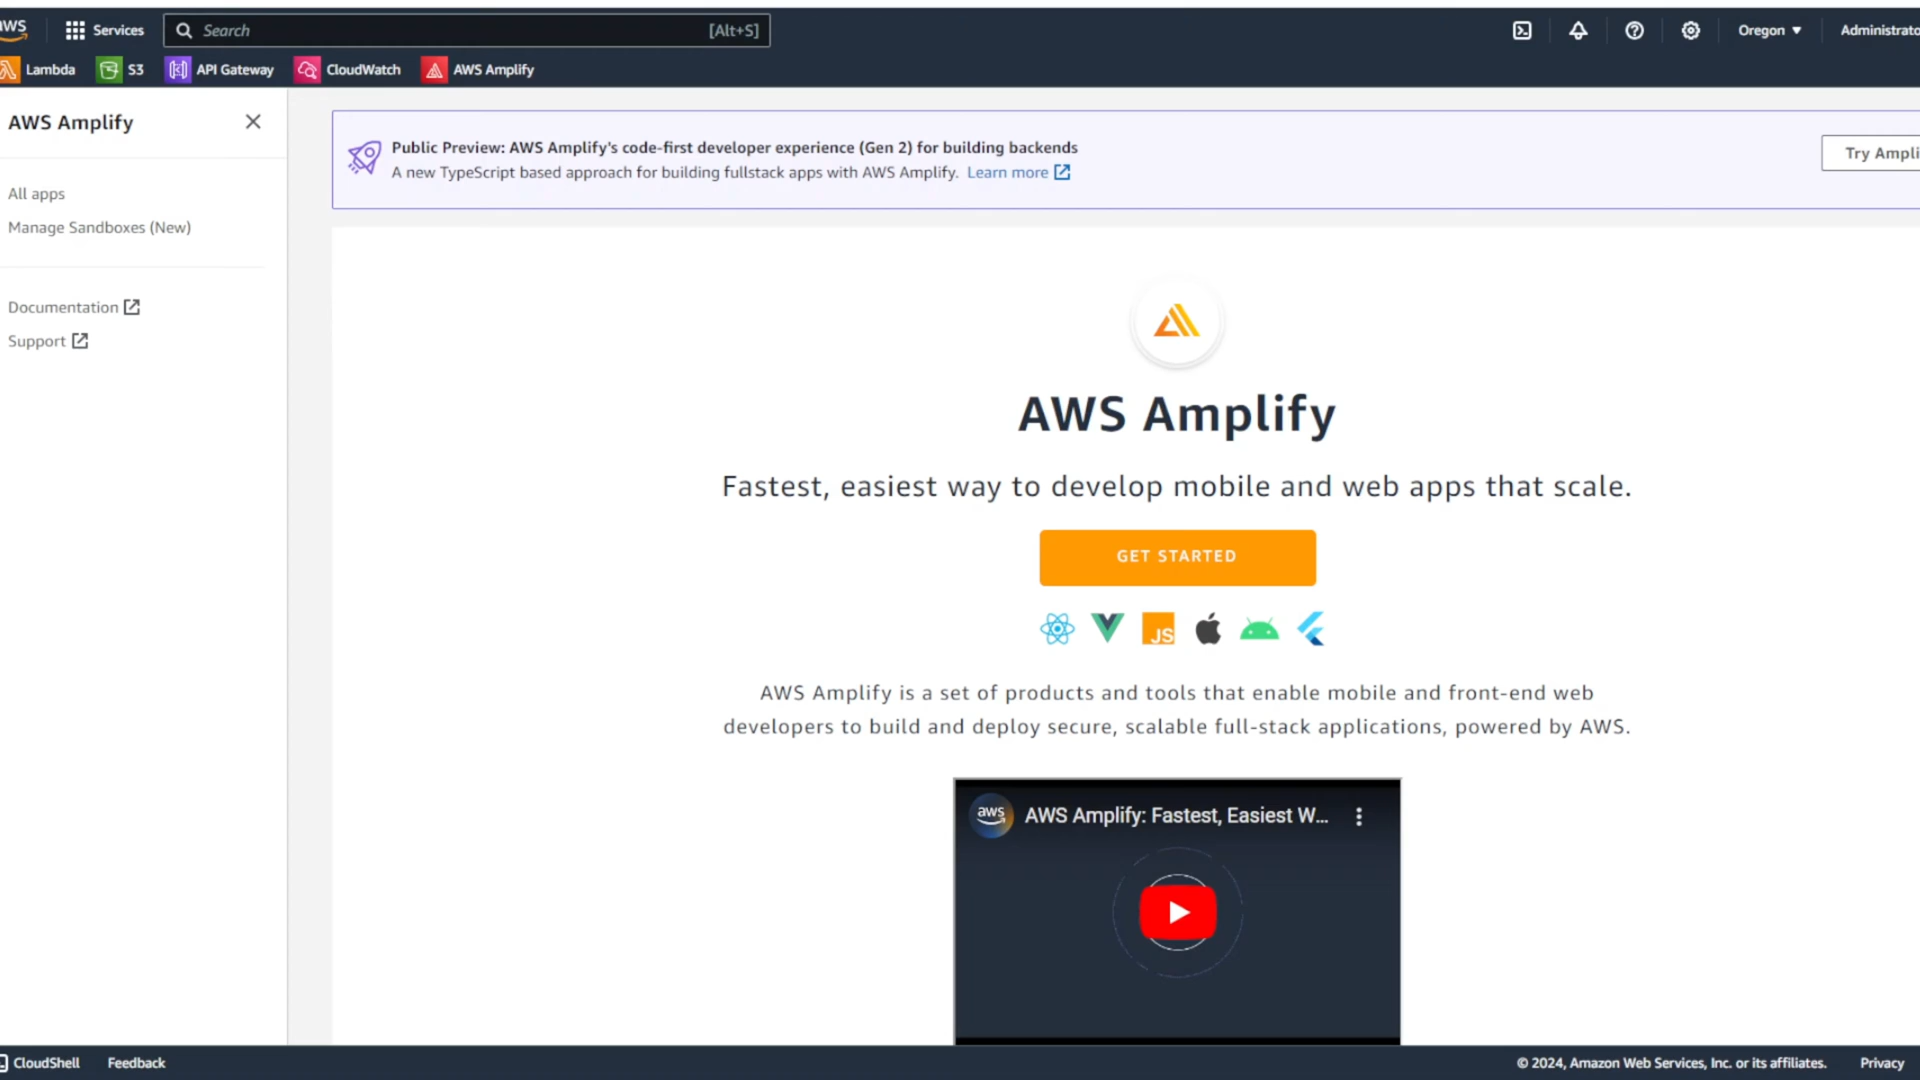 aws
Services
Search
[Alt+S]
Oregon
Lambda
S3
API Gateway
CloudWatch
AWS Amplify
AWS Amplify
All apps
Manage Sandboxes (New)
Documentation
Support
Public Preview: AWS Amplify's code-first developer experience (Gen 2) for building backends
A new TypeScript based approach for building fullstack apps with AWS Amplify. Learn more
Try
AWS Amplify
Fastest, easiest way to develop mobile and web apps that scale.
GET STARTED
JS
AWS Amplify is a set of products and tools that enable mobile and front-end web
developers to build and deploy secure, scalable full-stack applications, powered by AWS.
aws
AWS Amplify: Fastest, Easiest W...
CloudShell
Feedback
© 2024, Amazon Web Services, Inc. or its affiliates.
Privacy